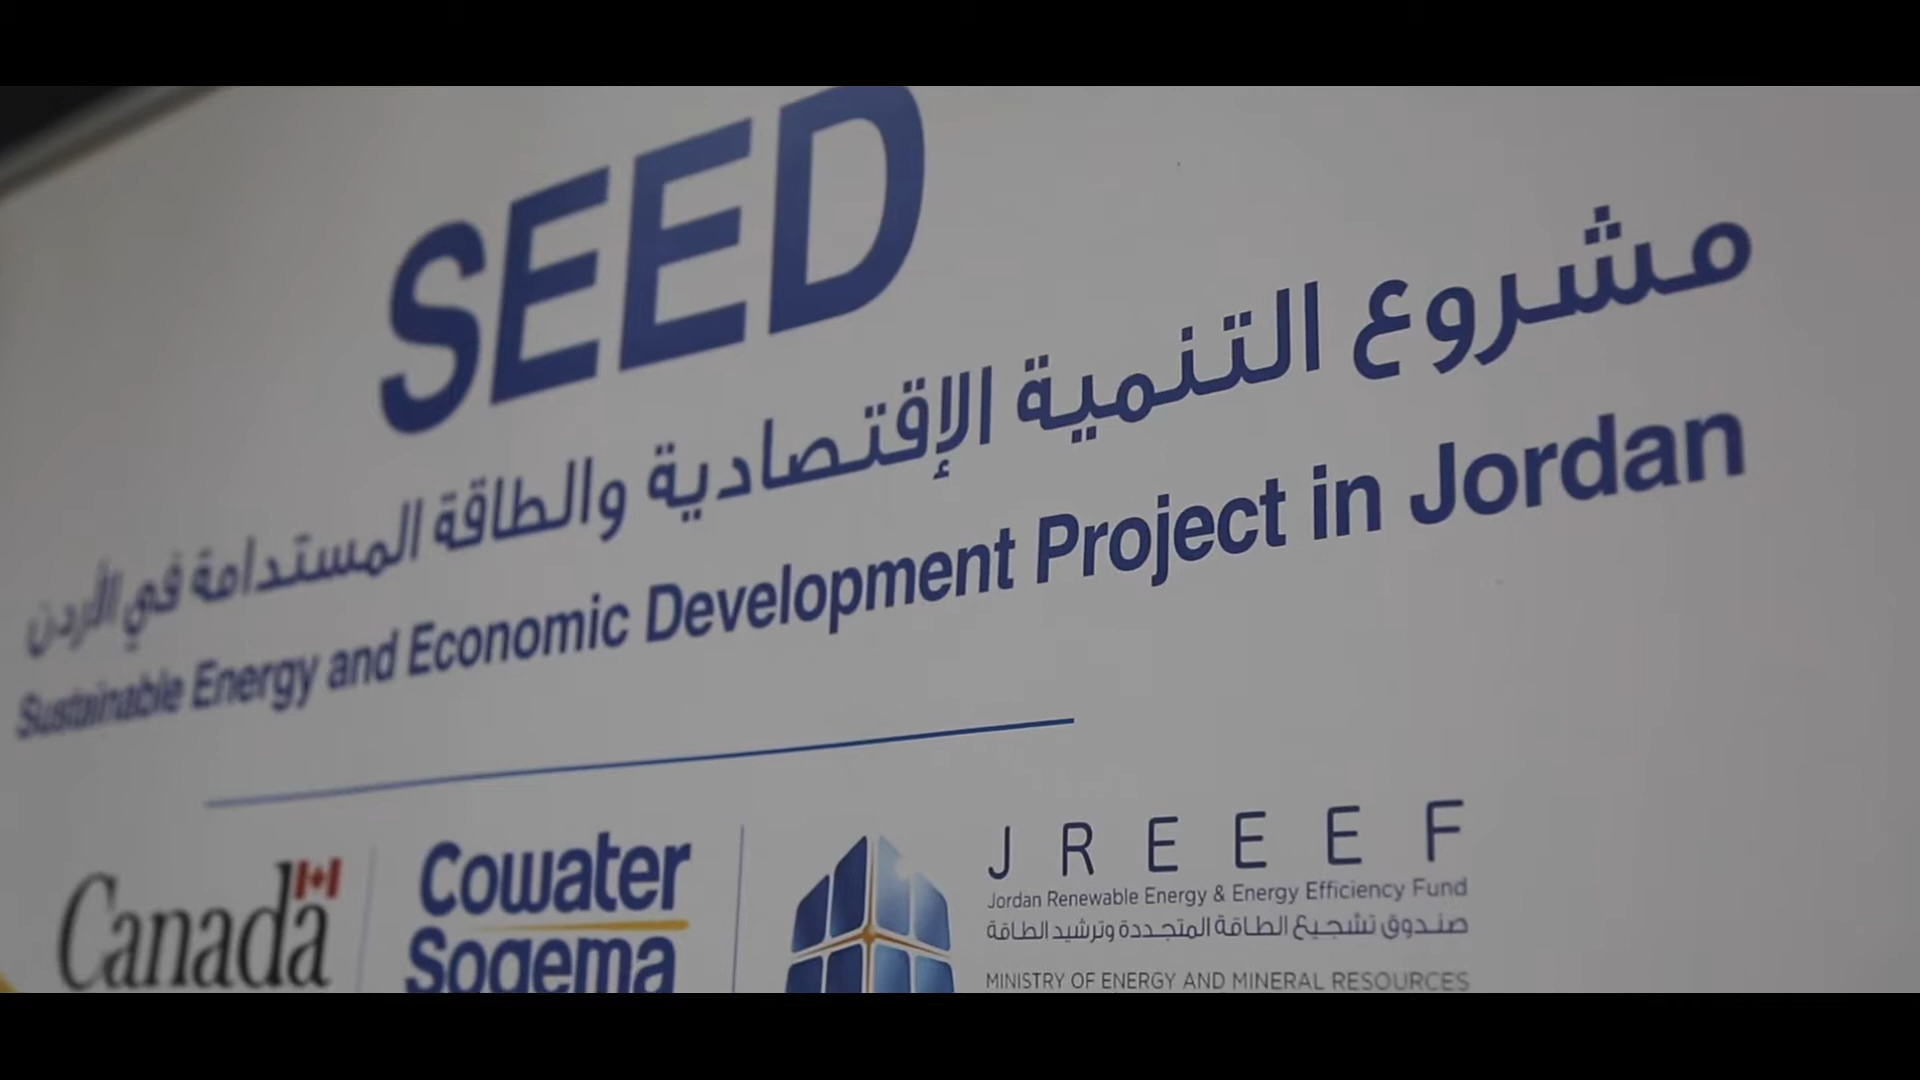 SEED
مشروع التنمية الإقتصادية والطاقة المستدامة في الأردن
Sustainable Energy and Economic Development Project in Jordan
Canada
Cowater
Sogema
J R E E E F
Jordan Renewable Energy & Energy Efficiency Fund
صندوق تشجيع الطاقة المتجددة وترشيد الطاقة
MINISTRY OF ENERGY AND MINERAL RESOURCES